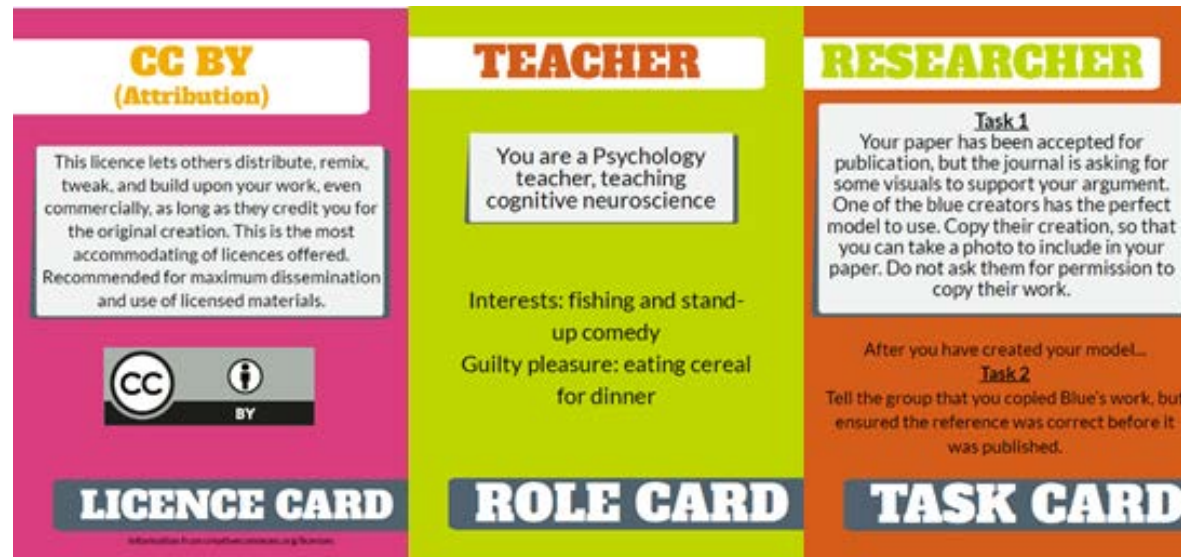 CC BY
(Attribution)
This licence lets others distribute, remix,
tweak, and build upon your work, even
commercially, as long as they credit you for
the original creation. This is the most
accommodating of licences offered.
Recommended for maximum dissemination
and use of licensed materials.
CC
BY
LICENCE CARD
Information from creativecommons.org/licenses
TEACHER
You are a Psychology
teacher, teaching
cognitive neuroscience
Interests: fishing and stand-
up comedy
Guilty pleasure: eating cereal
for dinner
ROLE CARD
RESEARCHER
Task 1
Your paper has been accepted for
publication, but the journal is asking for
some visuals to support your argument.
One of the blue creators has the perfect
model to use. Copy their creation, so that
you can take a photo to include in your
paper. Do not ask them for permission to
copy their work.
After you have created your model...
Task 2
Tell the group that you copied Blue's work, but
ensured the reference was correct before it
was published.
TASK CARD